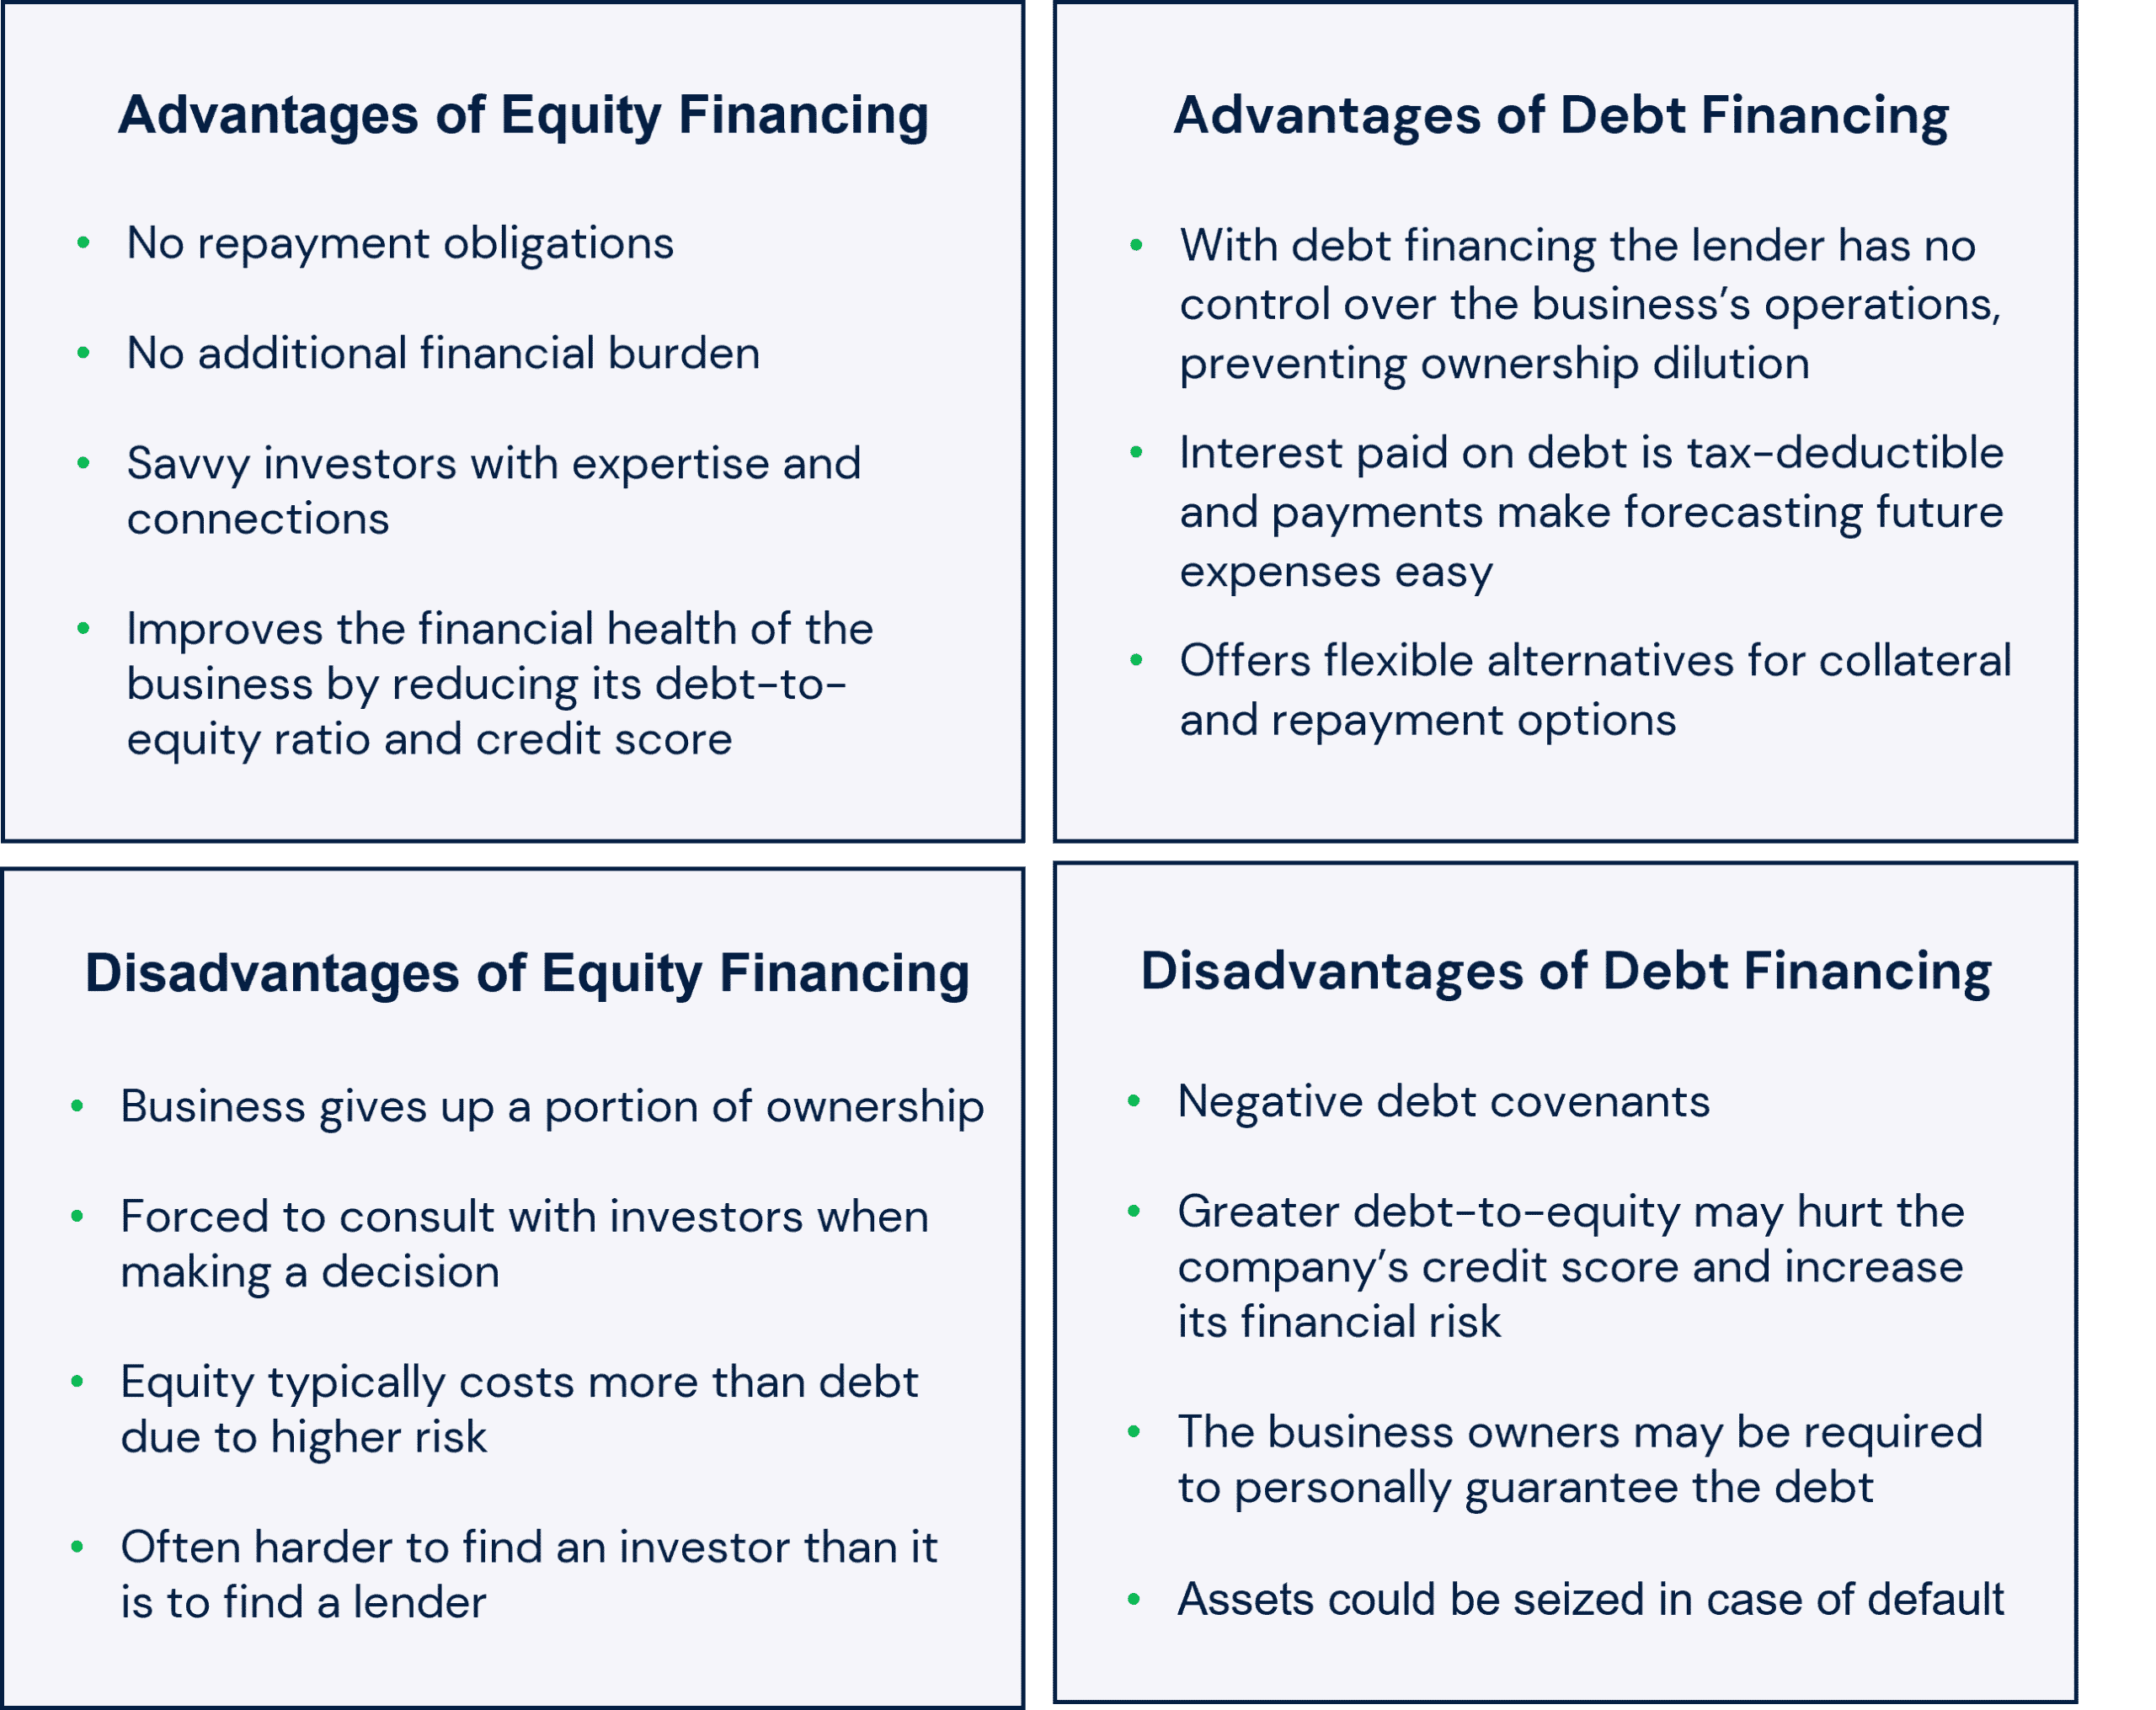 Advantages of Equity Financing
• No repayment obligations
• No additional financial burden
• Savvy investors with expertise and
connections
• Improves the financial health of the
business by reducing its debt-to-
equity ratio and credit score
Advantages of Debt Financing
• With debt financing the lender has no
control over the business’s operations,
preventing ownership dilution
• Interest paid on debt is tax-deductible
and payments make forecasting future
expenses easy
• Offers flexible alternatives for collateral
and repayment options
Disadvantages of Equity Financing
• Business gives up a portion of ownership
• Forced to consult with investors when
making a decision
• Equity typically costs more than debt
due to higher risk
• Often harder to find an investor than it
is to find a lender
Disadvantages of Debt Financing
• Negative debt covenants
• Greater debt-to-equity may hurt the
company’s credit score and increase
its financial risk
• The business owners may be required
to personally guarantee the debt
• Assets could be seized in case of default